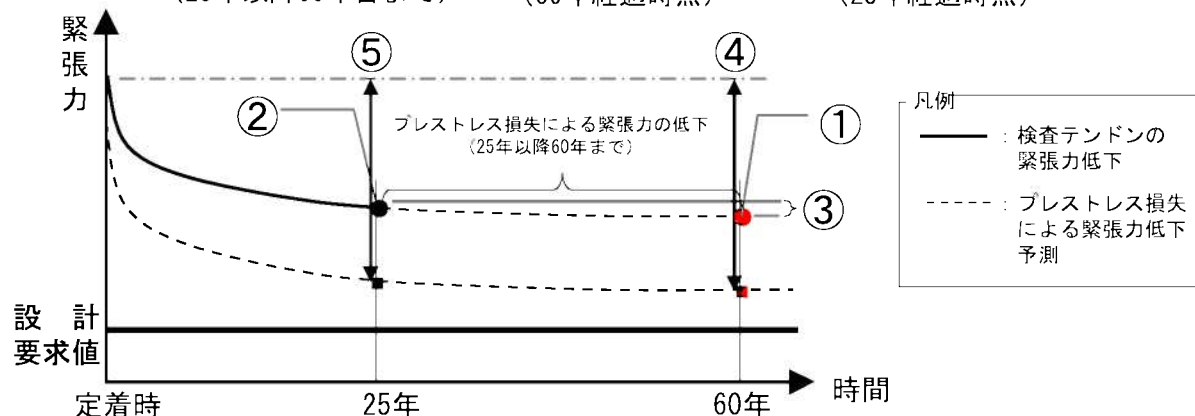 緊張力
⑤
④
②
プレストレス損失による緊張力の低下
(25年以降60年まで)
①
③
凡例
：検査テンドンの
緊張力低下
：プレストレス損失
による緊張力低下
予測
設計
要求値
定着時
25年
60年
時間